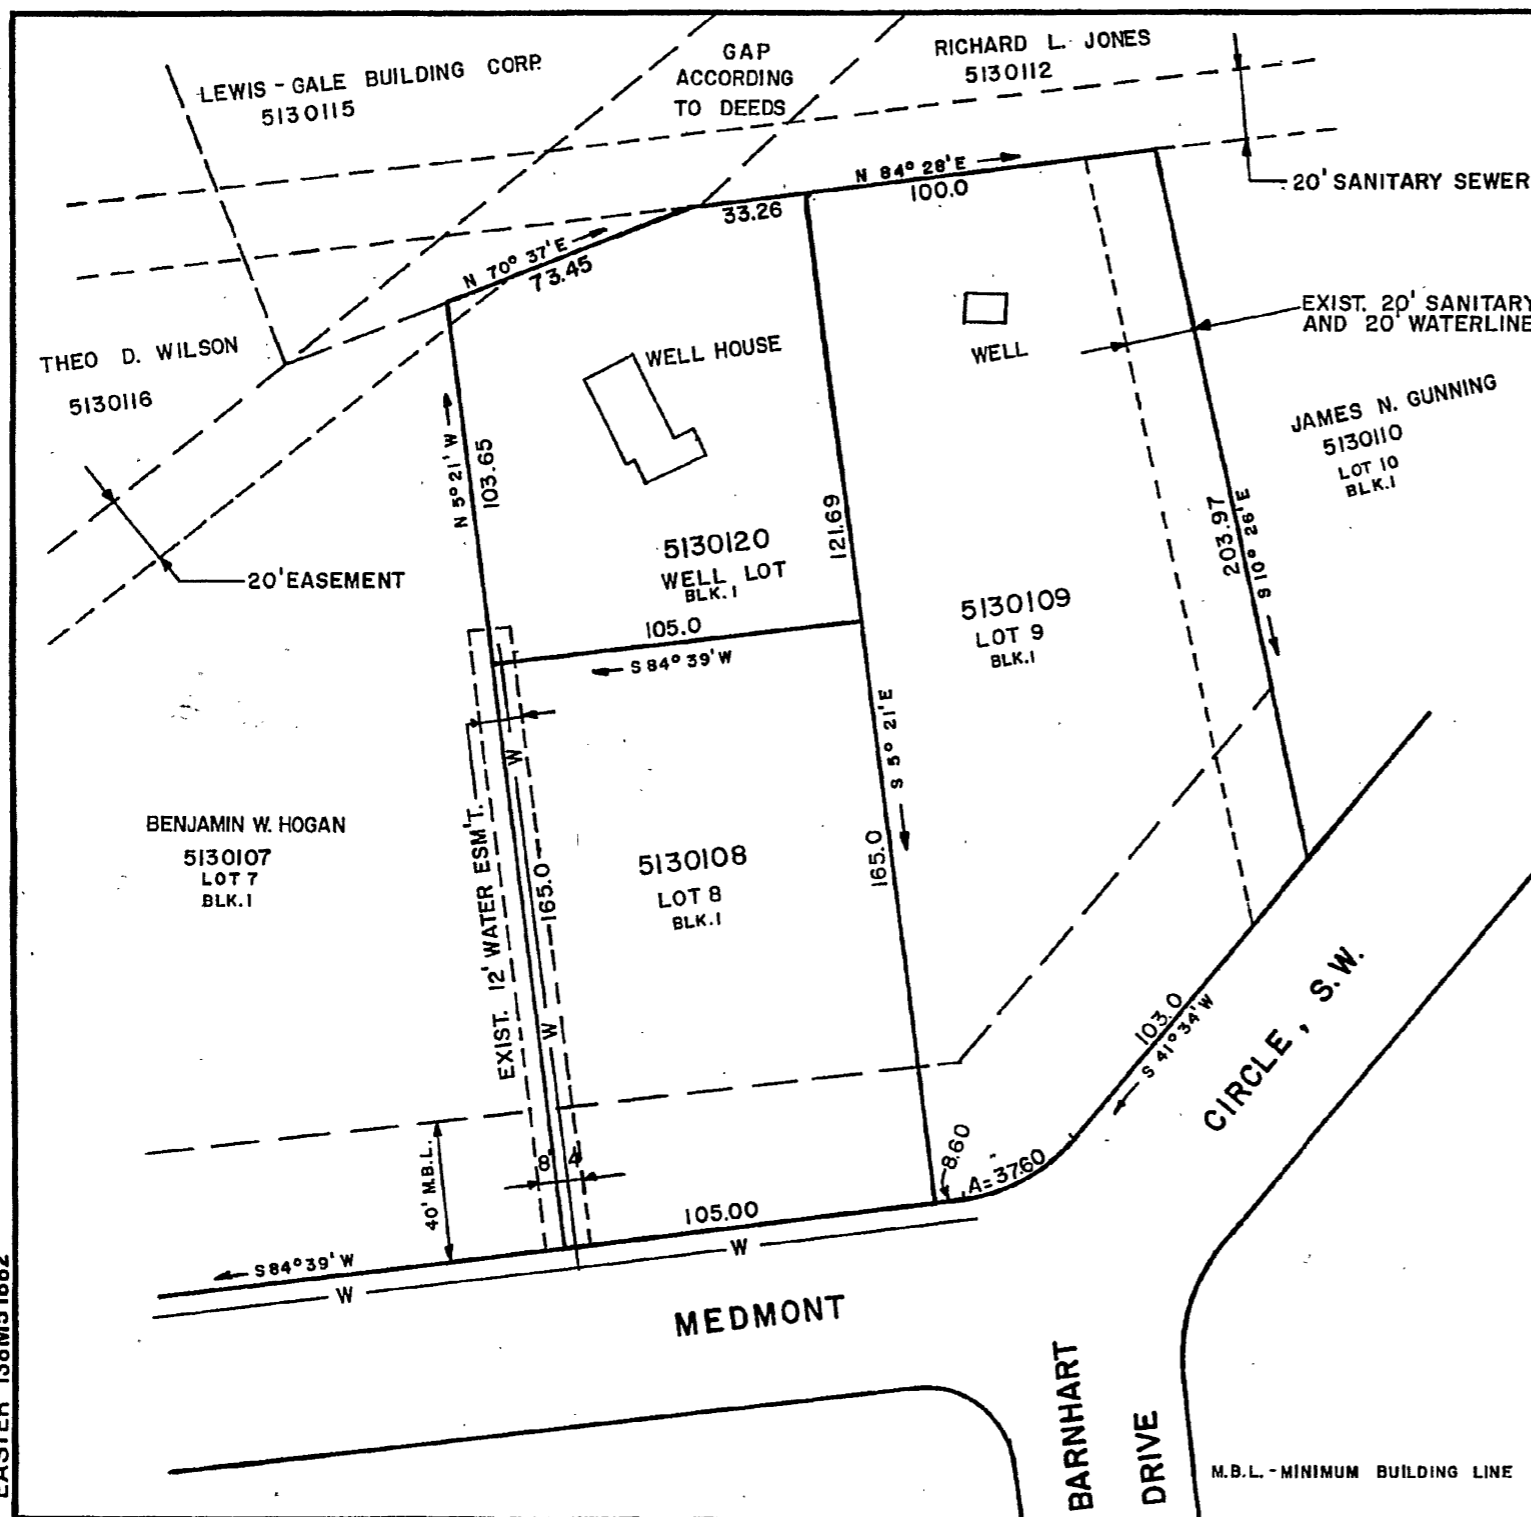 LEWIS - GALE BUILDING CORP.
5130115
GAP
ACCORDING
TO DEEDS
RICHARD L. JONES
5130112
20' SANITARY SEWER
N 84° 28' E
100.0
33.26
N 70° 37' E
73.45
THEO D. WILSON
5130116
WELL HOUSE
WELL
EXIST. 20' SANITARY
AND 20' WATERLINE
JAMES N. GUNNING
5130110
LOT 10
BLK. 1
N 5° 21' W
103.65
121.69
203.97
S 10° 26' E
20' EASEMENT
5130120
WELL LOT
BLK. 1
5130109
LOT 9
BLK. 1
105.0
S 84° 39' W
S 5° 21' E
165.0
W
EXIST. 12' WATER ESM'T.
165.0
W
BENJAMIN W. HOGAN
5130107
LOT 7
BLK. 1
5130108
LOT 8
BLK. 1
103.0
S 41° 34' W
CIRCLE, S.W.
40' M.B.L.
8' 4'
8.60
A = 37.60
105.00
S 84° 39' W
W
W
MEDMONT
BARNHART
DRIVE
M.B.L. - MINIMUM BUILDING LINE